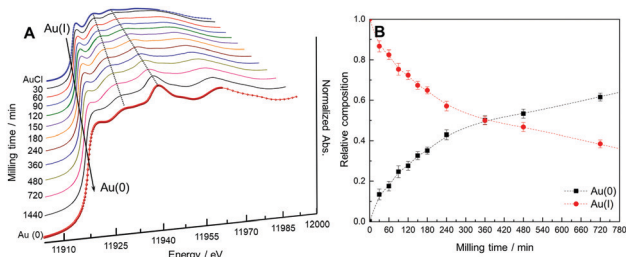 A
Au(I)
AuCl
30
60
90
120
150
180
240
360
480
720
1440
Au (0)
Au(0)
Milling time / min
Normalized Abs.
11910
11925
11940
11955
11970
11985
12000
Energy / eV
B
1.0
0.8
0.6
0.4
0.2
0.0
Relative composition
Au(0)
Au(I)
0 60 120 180 240 300 360 420 480 540 600 660 720 780
Milling time / min